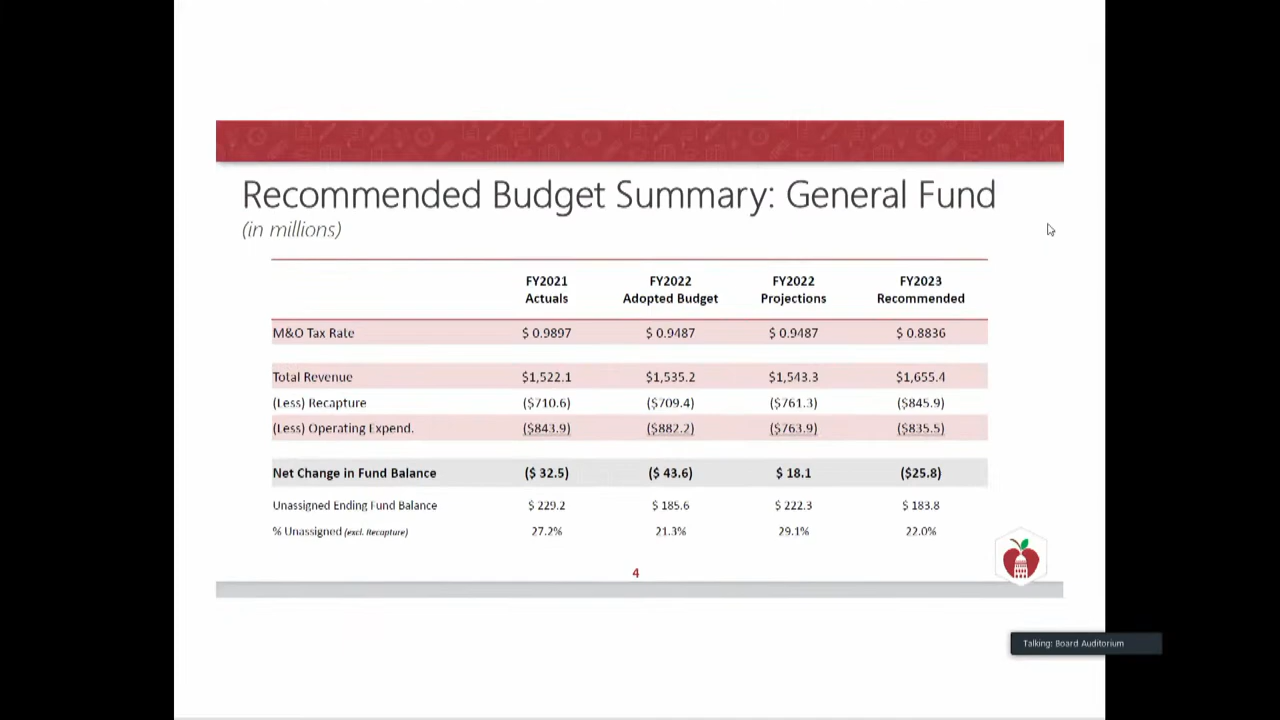 Recommended Budget Summary: General Fund
(in millions)
FY2021 Actuals FY2022 Adopted Budget FY2022 Projections FY2023 Recommended
M&O Tax Rate $ 0.9897 $ 0.9487 $ 0.9487 $ 0.8836
Total Revenue $1,522.1 $1,535.2 $1,543.3 $1,655.4
(Less) Recapture ($710.6) ($709.4) ($761.3) ($845.9)
(Less) Operating Expend. ($843.9) ($882.2) ($763.9) ($835.5)
Net Change in Fund Balance ($ 32.5) ($ 43.6) $ 18.1 ($25.8)
Unassigned Ending Fund Balance $ 229.2 $ 185.6 $ 222.3 $ 183.8
% Unassigned (excl. Recapture) 27.2% 21.3% 29.1% 22.0%
4
Talking: Board Auditorium